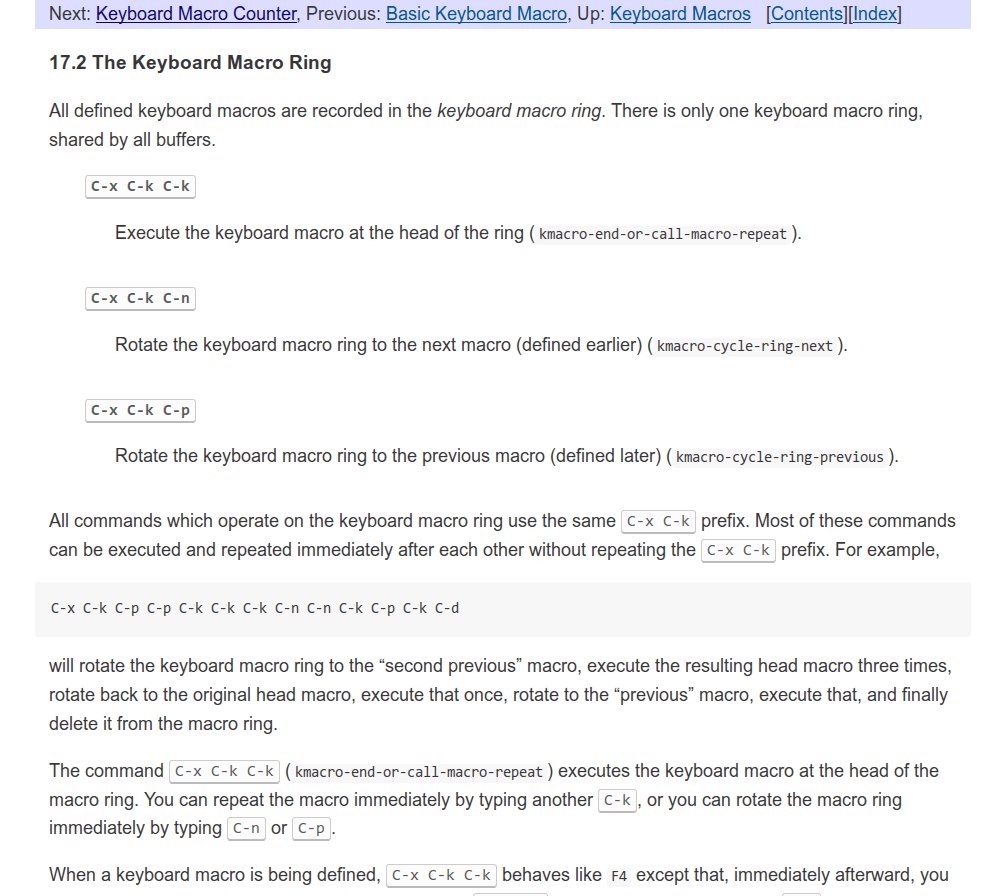 Next: Keyboard Macro Counter, Previous: Basic Keyboard Macro, Up: Keyboard Macros [Contents][Index]
17.2 The Keyboard Macro Ring
All defined keyboard macros are recorded in the keyboard macro ring. There is only one keyboard macro ring,
shared by all buffers.
C-x C-k C-k
Execute the keyboard macro at the head of the ring ( kmacro-end-or-call-macro-repeat ).
C-x C-k C-n
Rotate the keyboard macro ring to the next macro (defined earlier) ( kmacro-cycle-ring-next ).
C-x C-k C-p
Rotate the keyboard macro ring to the previous macro (defined later) ( kmacro-cycle-ring-previous ).
All commands which operate on the keyboard macro ring use the same C-x C-k prefix. Most of these commands
can be executed and repeated immediately after each other without repeating the C-x C-k prefix. For example,
C-x C-k C-p C-p C-k C-k C-k C-n C-n C-k C-p C-k C-d
will rotate the keyboard macro ring to the “second previous” macro, execute the resulting head macro three times,
rotate back to the original head macro, execute that once, rotate to the “previous” macro, execute that, and finally
delete it from the macro ring.
The command C-x C-k C-k ( kmacro-end-or-call-macro-repeat ) executes the keyboard macro at the head of the
macro ring. You can repeat the macro immediately by typing another C-k , or you can rotate the macro ring
immediately by typing C-n or C-p .
When a keyboard macro is being defined, C-x C-k C-k behaves like F4 except that, immediately afterward, you